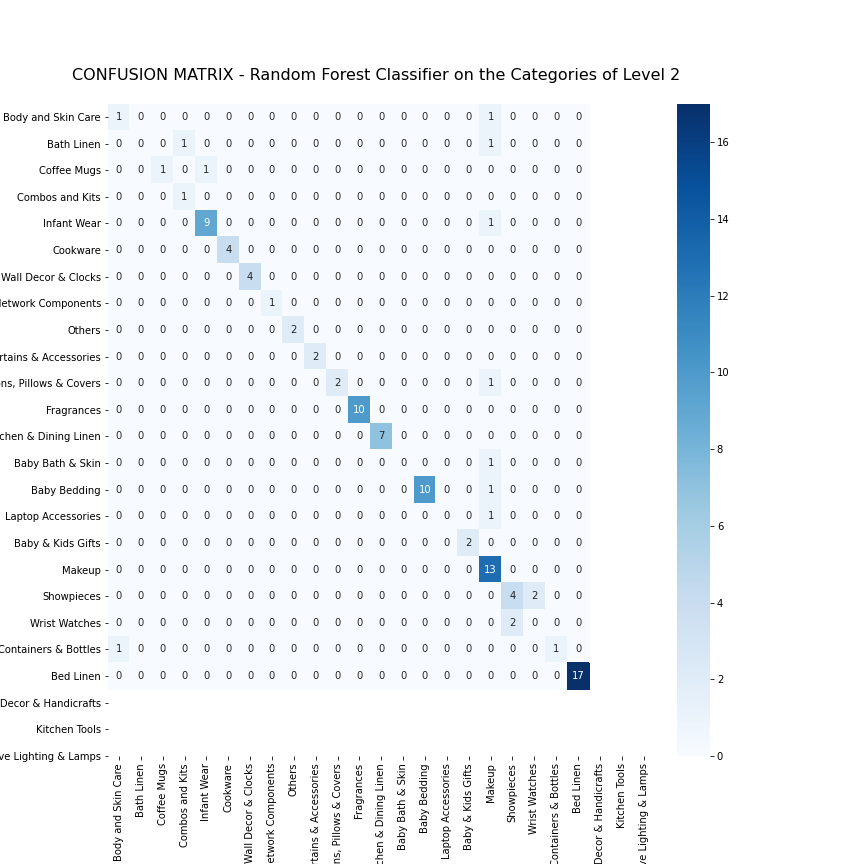 CONFUSION MATRIX - Random Forest Classifier on the Categories of Level 2
Body and Skin Care 1 0 0 0 0 0 0 0 0 0 0 0 0 0 0 0 0 1 0 0 0 0
Bath Linen 0 0 0 1 0 0 0 0 0 0 0 0 0 0 0 0 0 1 0 0 0 0
Coffee Mugs 0 0 1 0 1 0 0 0 0 0 0 0 0 0 0 0 0 0 0 0 0 0
Combos and Kits 0 0 0 1 0 0 0 0 0 0 0 0 0 0 0 0 0 0 0 0 0 0
Infant Wear 0 0 0 0 9 0 0 0 0 0 0 0 0 0 0 0 0 1 0 0 0 0
Cookware 0 0 0 0 0 4 0 0 0 0 0 0 0 0 0 0 0 0 0 0 0 0
Wall Decor & Clocks 0 0 0 0 0 0 4 0 0 0 0 0 0 0 0 0 0 0 0 0 0 0
etwork Components 0 0 0 0 0 0 0 1 0 0 0 0 0 0 0 0 0 0 0 0 0 0
Others 0 0 0 0 0 0 0 0 2 0 0 0 0 0 0 0 0 0 0 0 0 0
rtains & Accessories 0 0 0 0 0 0 0 0 0 2 0 0 0 0 0 0 0 0 0 0 0 0
ons, Pillows & Covers 0 0 0 0 0 0 0 0 0 0 2 0 0 0 0 0 0 1 0 0 0 0
Fragrances 0 0 0 0 0 0 0 0 0 0 0 10 0 0 0 0 0 0 0 0 0 0
chen & Dining Linen 0 0 0 0 0 0 0 0 0 0 0 0 7 0 0 0 0 0 0 0 0 0
Baby Bath & Skin 0 0 0 0 0 0 0 0 0 0 0 0 0 0 0 0 0 1 0 0 0 0
Baby Bedding 0 0 0 0 0 0 0 0 0 0 0 0 0 0 10 0 0 1 0 0 0 0
Laptop Accessories 0 0 0 0 0 0 0 0 0 0 0 0 0 0 0 0 0 1 0 0 0 0
Baby & Kids Gifts 0 0 0 0 0 0 0 0 0 0 0 0 0 0 0 0 2 0 0 0 0 0
Makeup 0 0 0 0 0 0 0 0 0 0 0 0 0 0 0 0 0 13 0 0 0 0
Showpieces 0 0 0 0 0 0 0 0 0 0 0 0 0 0 0 0 0 0 4 2 0 0
Wrist Watches 0 0 0 0 0 0 0 0 0 0 0 0 0 0 0 0 0 0 2 0 0 0
Containers & Bottles 1 0 0 0 0 0 0 0 0 0 0 0 0 0 0 0 0 0 0 0 1 0
Bed Linen 0 0 0 0 0 0 0 0 0 0 0 0 0 0 0 0 0 0 0 0 0 17
Decor & Handicrafts
Kitchen Tools
ve Lighting & Lamps
Body and Skin Care
Bath Linen
Coffee Mugs
Combos and Kits
Infant Wear
Cookware
Wall Decor & Clocks
etwork Components
Others
rtains & Accessories
ns, Pillows & Covers
Fragrances
chen & Dining Linen
Baby Bath & Skin
Baby Bedding
Laptop Accessories
Baby & Kids Gifts
Makeup
Showpieces
Wrist Watches
Containers & Bottles
Bed Linen
Decor & Handicrafts
Kitchen Tools
ve Lighting & Lamps
16
14
12
10
8
6
4
2
0